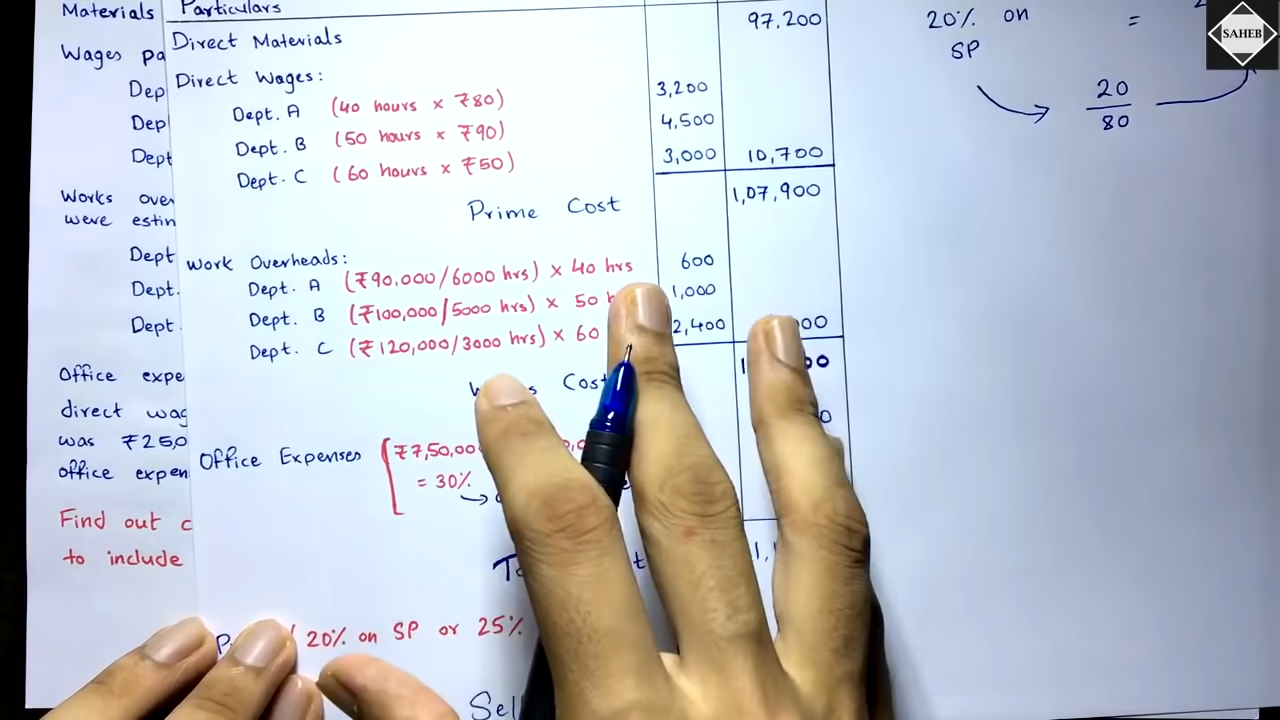 Materials
Wages pa
Dep
Dep
Dept
Works over
were estin
Dept
Dept.
Dept.
Office expe
direct wag
was ₹25,0
office expen
Find out c
to include
Particulars
Direct Materials 97,200
Direct Wages:
Dept. A (40 hours × ₹80) 3,200
Dept. B (50 hours × ₹90) 4,500
Dept. C (60 hours × ₹50) 3,000 10,700
Prime Cost 1,07,900
Work Overheads:
Dept. A (₹90,000/6000 hrs) × 40 hrs 600
Dept. B (₹100,000/5000 hrs) × 50 1,000
Dept. C (₹120,000/3000 hrs) × 60 2,400
Cost
Office Expenses ₹7,50,00
= 30%
20% on SP or 25%
Sell
20% on =
SP
20
80
SAHEB